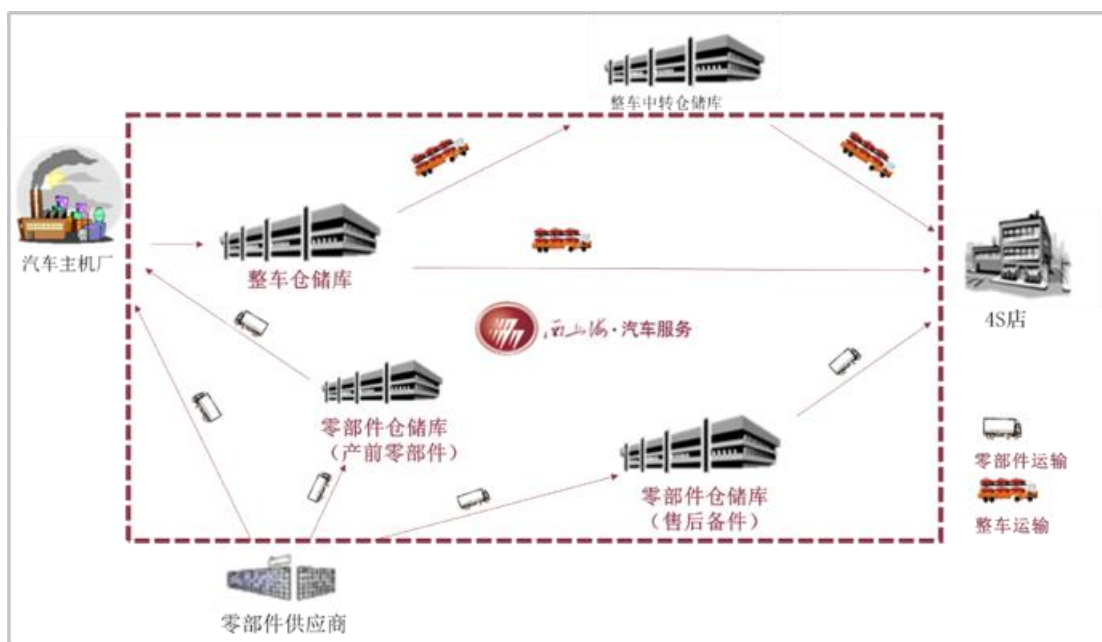 整车中转仓储库
汽车主机厂
整车仓储库
西上海·汽车服务
4S店
零部件仓储库
（产前零部件）
零部件仓储库
（售后备件）
零部件运输
整车运输
零部件供应商